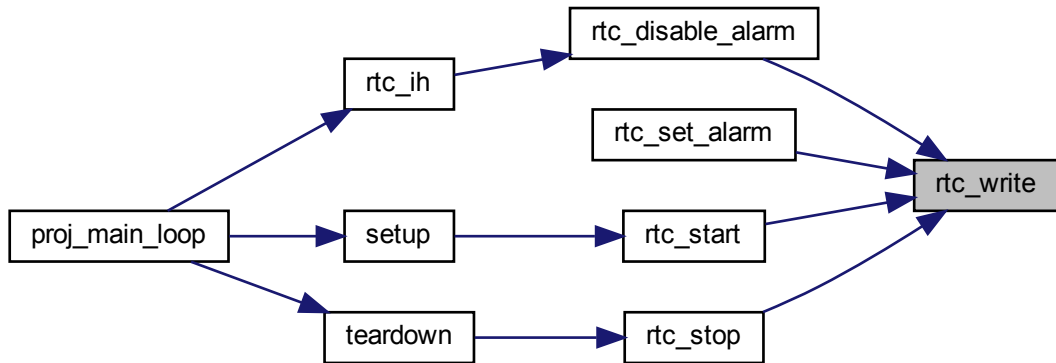 rtc_disable_alarm
rtc_ih
rtc_set_alarm
rtc_write
proj_main_loop
setup
rtc_start
teardown
rtc_stop